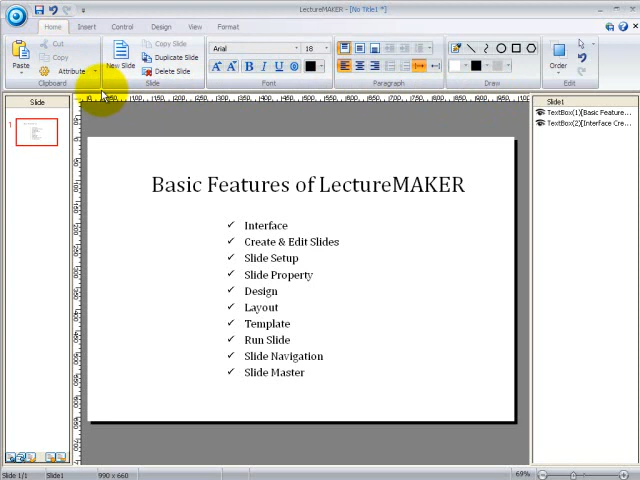 LectureMAKER - [No Title1 *]
Home Insert Control Design View Format
Paste Cut Copy Attribute Clipboard
New Slide Copy Slide Duplicate Slide Delete Slide Slide
Arial 18 Font
Paragraph
Draw
Order Edit
Slide
1
Basic Features of LectureMAKER
✓ Interface
✓ Create & Edit Slides
✓ Slide Setup
✓ Slide Property
✓ Design
✓ Layout
✓ Template
✓ Run Slide
✓ Slide Navigation
✓ Slide Master
Slide1
TextBox(1)[Basic Feature...
TextBox(2)[Interface Cre...
Slide 1/1 Slide1 990 x 660 69%